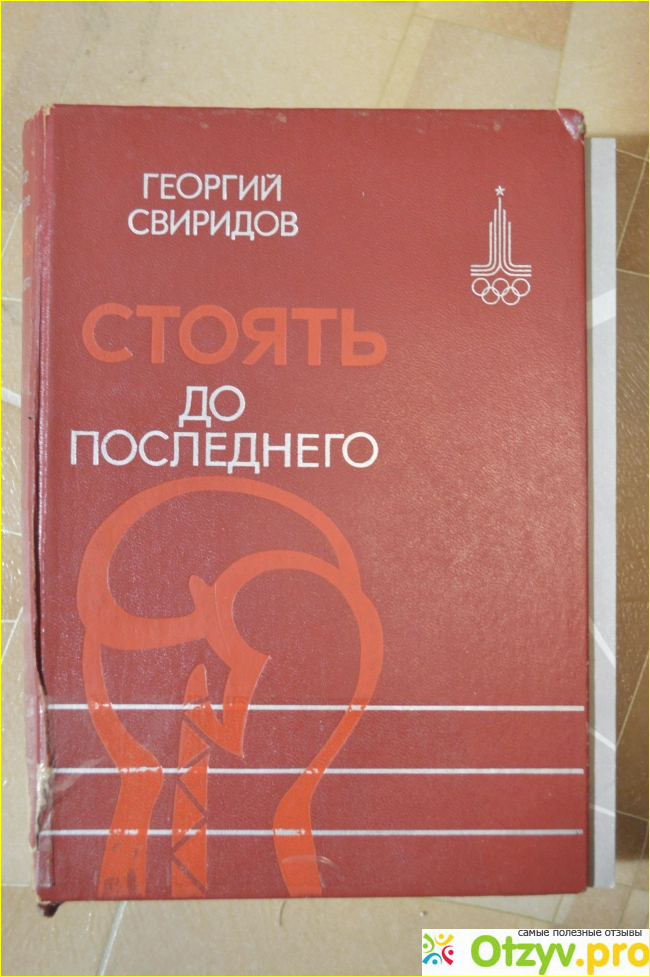 ГЕОРГИЙ
СВИРИДОВ
СТОЯТЬ
ДО
ПОСЛЕДНЕГО
самые полезные отзывы
Otzyv.pro